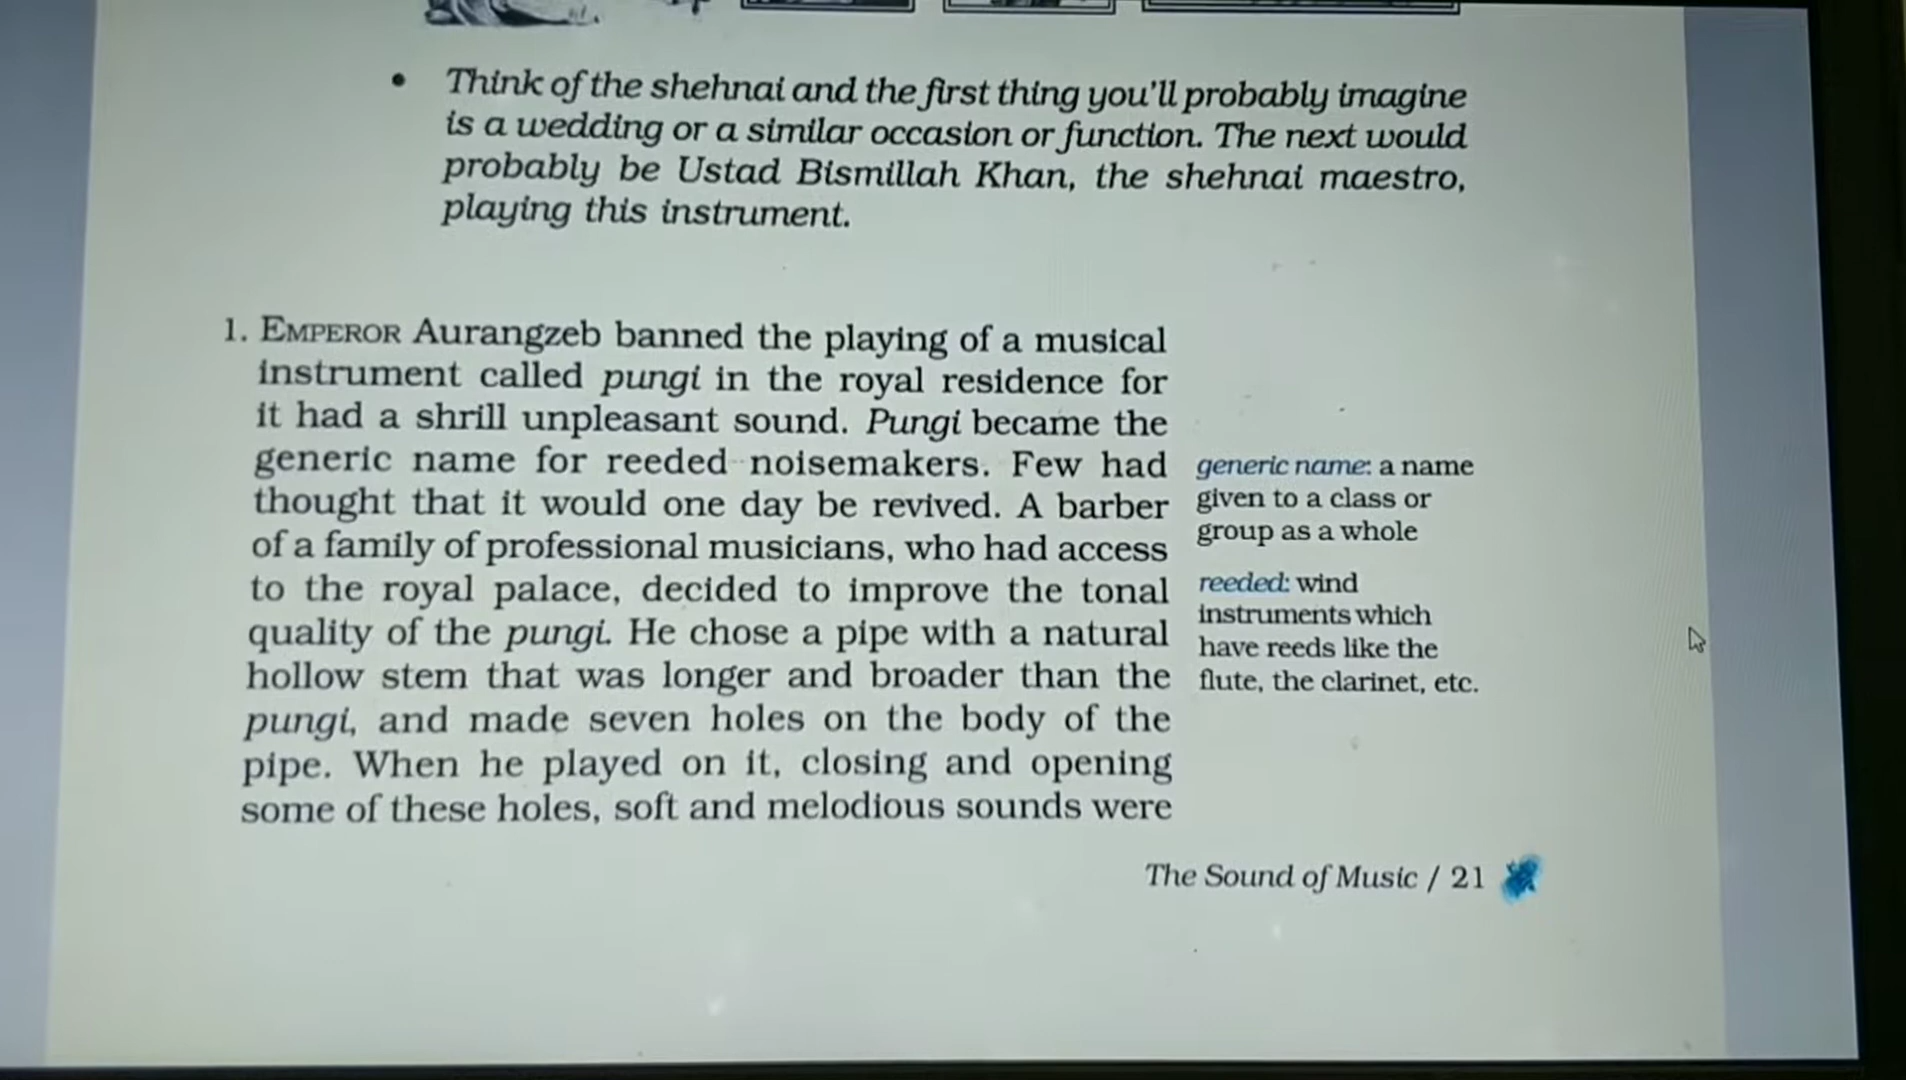 • Think of the shehnai and the first thing you'll probably imagine
is a wedding or a similar occasion or function. The next would
probably be Ustad Bismillah Khan, the shehnai maestro,
playing this instrument.
1. EMPEROR Aurangzeb banned the playing of a musical
instrument called pungi in the royal residence for
it had a shrill unpleasant sound. Pungi became the
generic name for reeded noisemakers. Few had
thought that it would one day be revived. A barber
of a family of professional musicians, who had access
to the royal palace, decided to improve the tonal
quality of the pungi. He chose a pipe with a natural
hollow stem that was longer and broader than the
pungi, and made seven holes on the body of the
pipe. When he played on it, closing and opening
some of these holes, soft and melodious sounds were
generic name: a name
given to a class or
group as a whole
reeded: wind
instruments which
have reeds like the
flute, the clarinet, etc.
The Sound of Music / 21